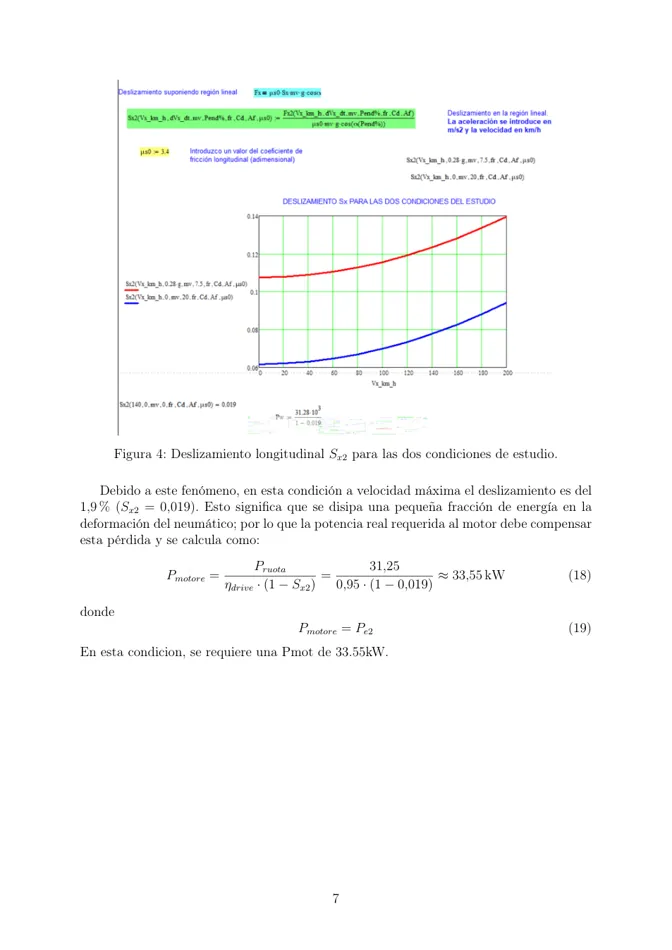 Deslizamiento suponiendo región lineal Fx = μs0·Sx·mv·g·cosα
Sx2(Vx_km_h, dVx_dt, mv, Pend%, fr, Cd, Af, μs0) := Fx2(Vx_km_h, dVx_dt, mv, Pend%, fr, Cd, Af) / μs0·mv·g·cos(α(Pend%))
Deslizamiento en la región lineal.
La aceleración se introduce en
m/s2 y la velocidad en km/h
μs0 := 3.4
Introduzco un valor del coeficiente de
fricción longitudinal (adimensional)
Sx2(Vx_km_h, 0.28·g, mv, 7.5, fr, Cd, Af, μs0)
Sx2(Vx_km_h, 0, mv, 20, fr, Cd, Af, μs0)
DESLIZAMIENTO Sx PARA LAS DOS CONDICIONES DEL ESTUDIO
0.14
0.12
0.1
0.08
0.06
Sx2(Vx_km_h, 0.28·g, mv, 7.5, fr, Cd, Af, μs0)
Sx2(Vx_km_h, 0, mv, 20, fr, Cd, Af, μs0)
0 20 40 60 80 100 120 140 160 180 200
Vx_km_h
Sx2(140, 0, mv, 0, fr, Cd, Af, μs0) = 0.019
:= 31,28·10³ / 1 − 0.019
Figura 4: Deslizamiento longitudinal Sx2 para las dos condiciones de estudio.
Debido a este fenómeno, en esta condición a velocidad máxima el deslizamiento es del
1,9 % (Sx2 = 0,019). Esto significa que se disipa una pequeña fracción de energía en la
deformación del neumático; por lo que la potencia real requerida al motor debe compensar
esta pérdida y se calcula como:
Pmotore = Pruota / ηdrive · (1 − Sx2) = 31,25 / 0,95 · (1 − 0,019) ≈ 33,55 kW (18)
donde
Pmotore = Pe2 (19)
En esta condicion, se requiere una Pmot de 33.55kW.
7